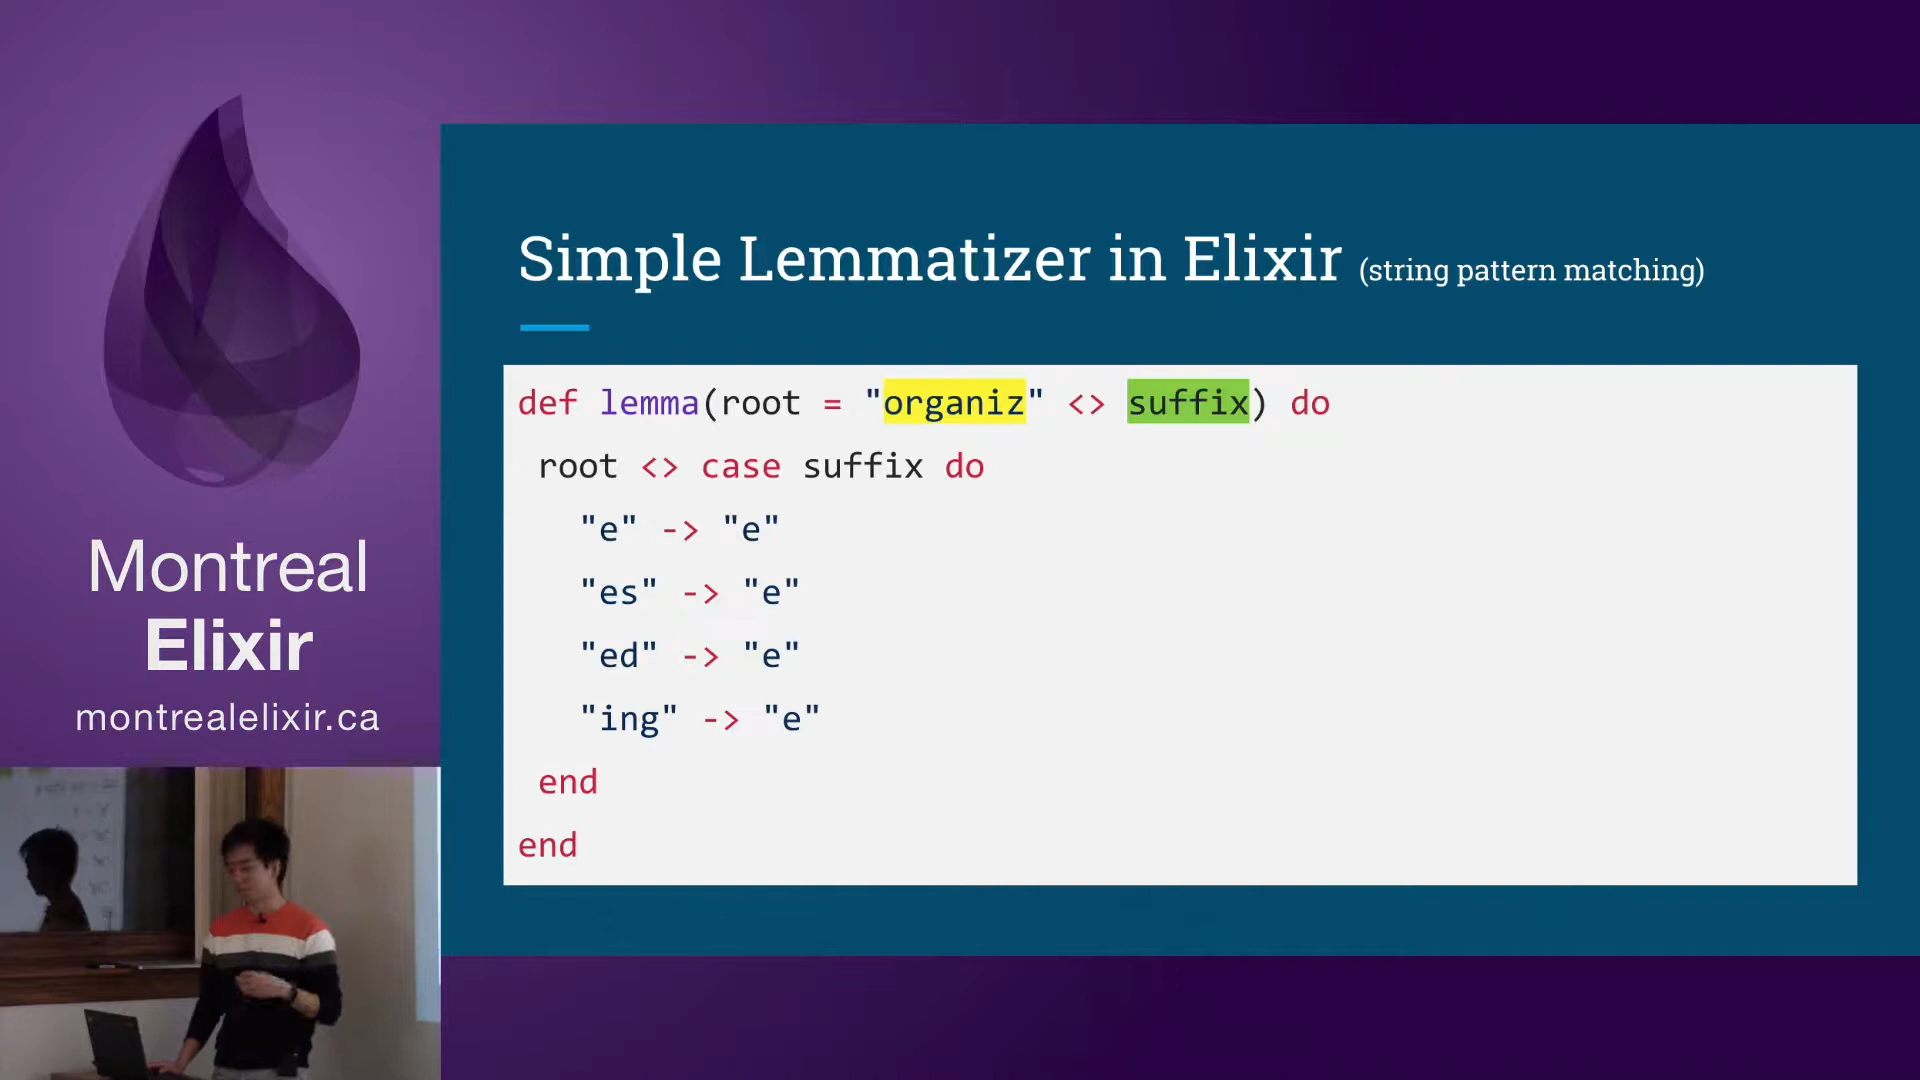 Montreal
Elixir
montrealelixir.ca
Simple Lemmatizer in Elixir (string pattern matching)
def lemma(root = "organiz" <> suffix) do
root <> case suffix do
"e" -> "e"
"es" -> "e"
"ed" -> "e"
"ing" -> "e"
end
end